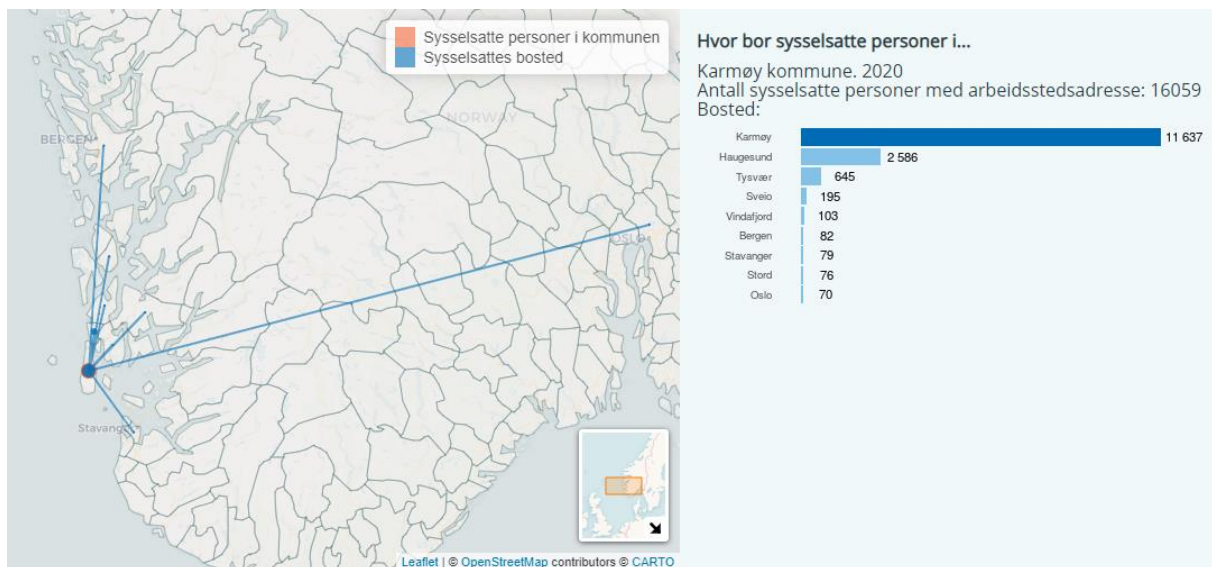 Sysselsatte personer i kommunen
Sysselsattes bosted
NORWAY
BERGEN
OSLO
Stavanger
Leaflet | © OpenStreetMap contributors © CARTO
Hvor bor sysselsatte personer i...
Karmøy kommune. 2020
Antall sysselsatte personer med arbeidsstedsadresse: 16059
Bosted:
Karmøy 11 637
Haugesund 2 586
Tysvær 645
Sveio 195
Vindafjord 103
Bergen 82
Stavanger 79
Stord 76
Oslo 70